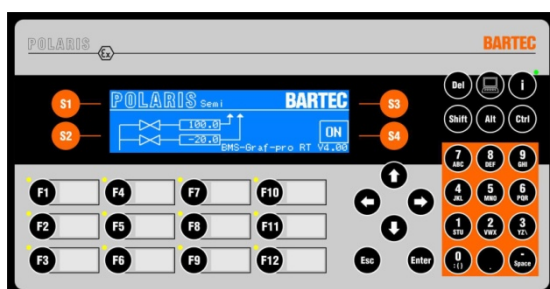 POLARIS Ex BARTEC
Del i
S1 POLARIS Semi BARTEC S3
Shift Alt Ctrl
100.0
S2 -20.0 ON S4
BMS-Graf-pro RT V4.00
7 ABC 8 DEF 9 GHI
F1 F4 F7 F10
4 JKL 5 MNO 6 PQR
F2 F5 F8 F11
1 STU 2 VWX 3 YZ\
F3 F6 F9 F12 Esc Enter
0 :() . - Space